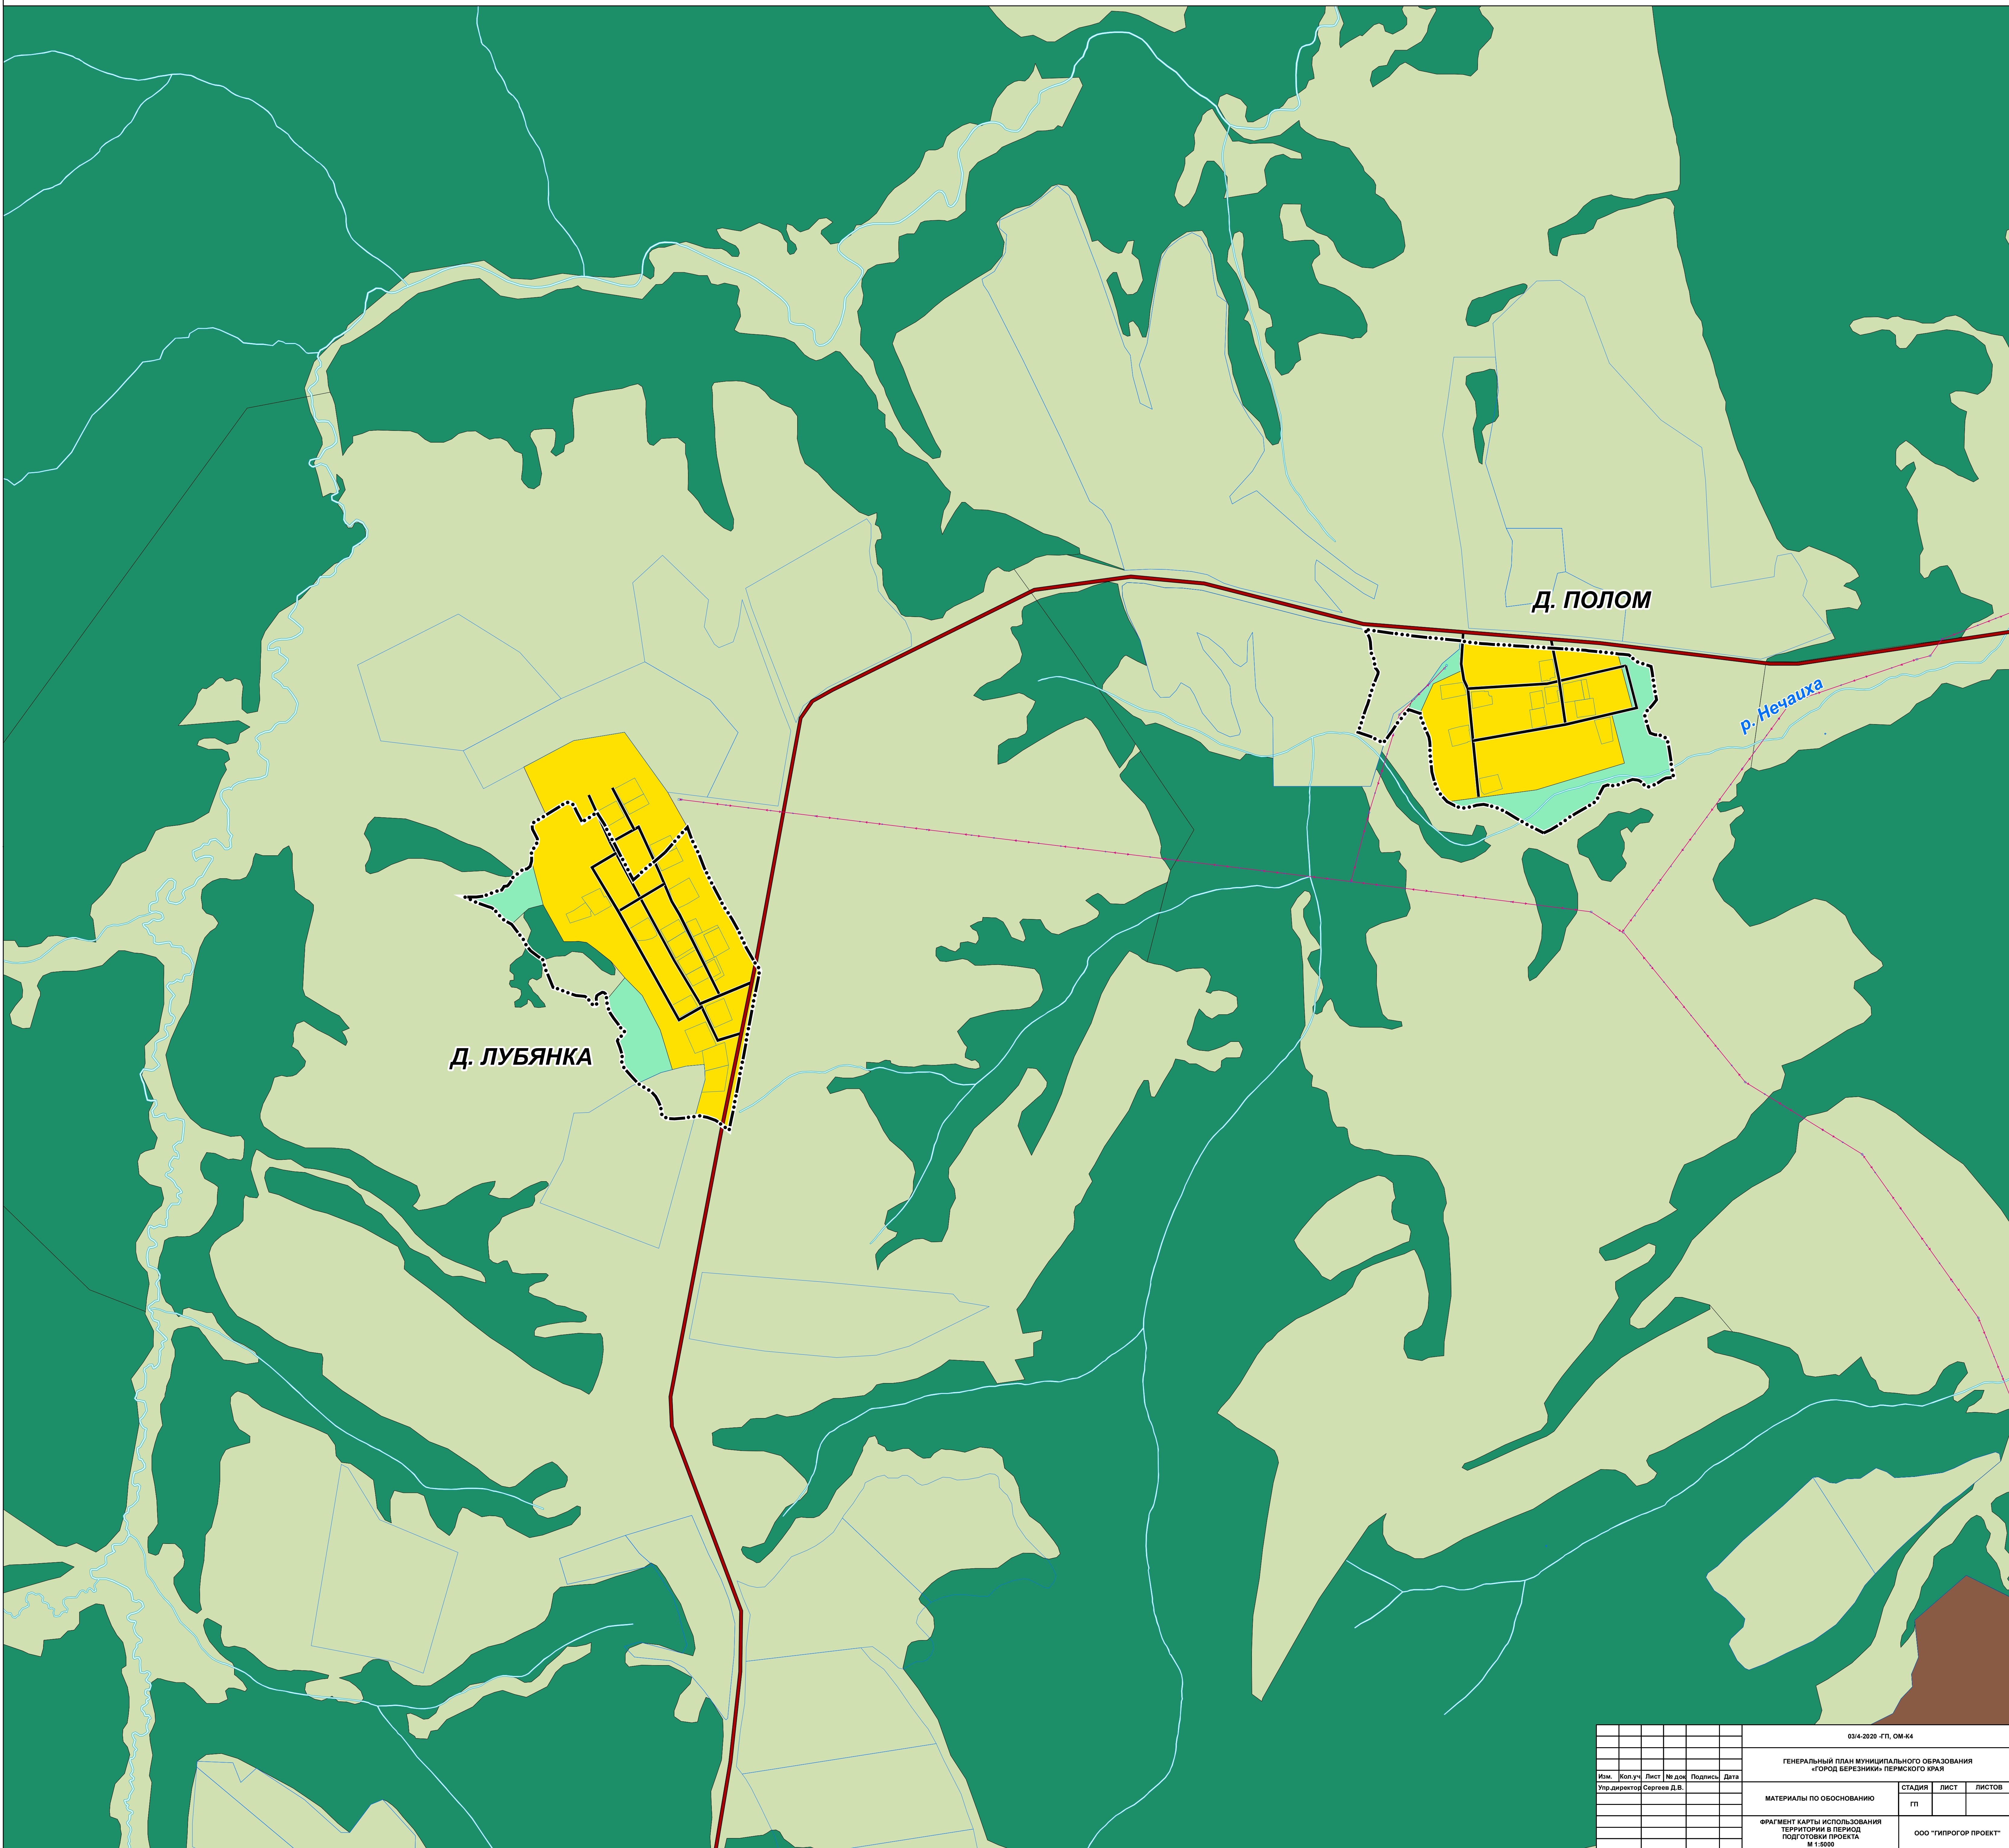 Д. ПОЛОМ
р. Нечаиха
Д. ЛУБЯНКА
03/4-2020 -ГП, ОМ-К4
ГЕНЕРАЛЬНЫЙ ПЛАН МУНИЦИПАЛЬНОГО ОБРАЗОВАНИЯ
«ГОРОД БЕРЕЗНИКИ» ПЕРМСКОГО КРАЯ
Изм. Кол.уч Лист № док Подпись Дата
Упр.директор Сергеев Д.В.
МАТЕРИАЛЫ ПО ОБОСНОВАНИЮ
СТАДИЯ ЛИСТ ЛИСТОВ
ГП
ФРАГМЕНТ КАРТЫ ИСПОЛЬЗОВАНИЯ
ТЕРРИТОРИИ В ПЕРИОД
ПОДГОТОВКИ ПРОЕКТА
М 1:5000
ООО "ГИПРОГОР ПРОЕКТ"